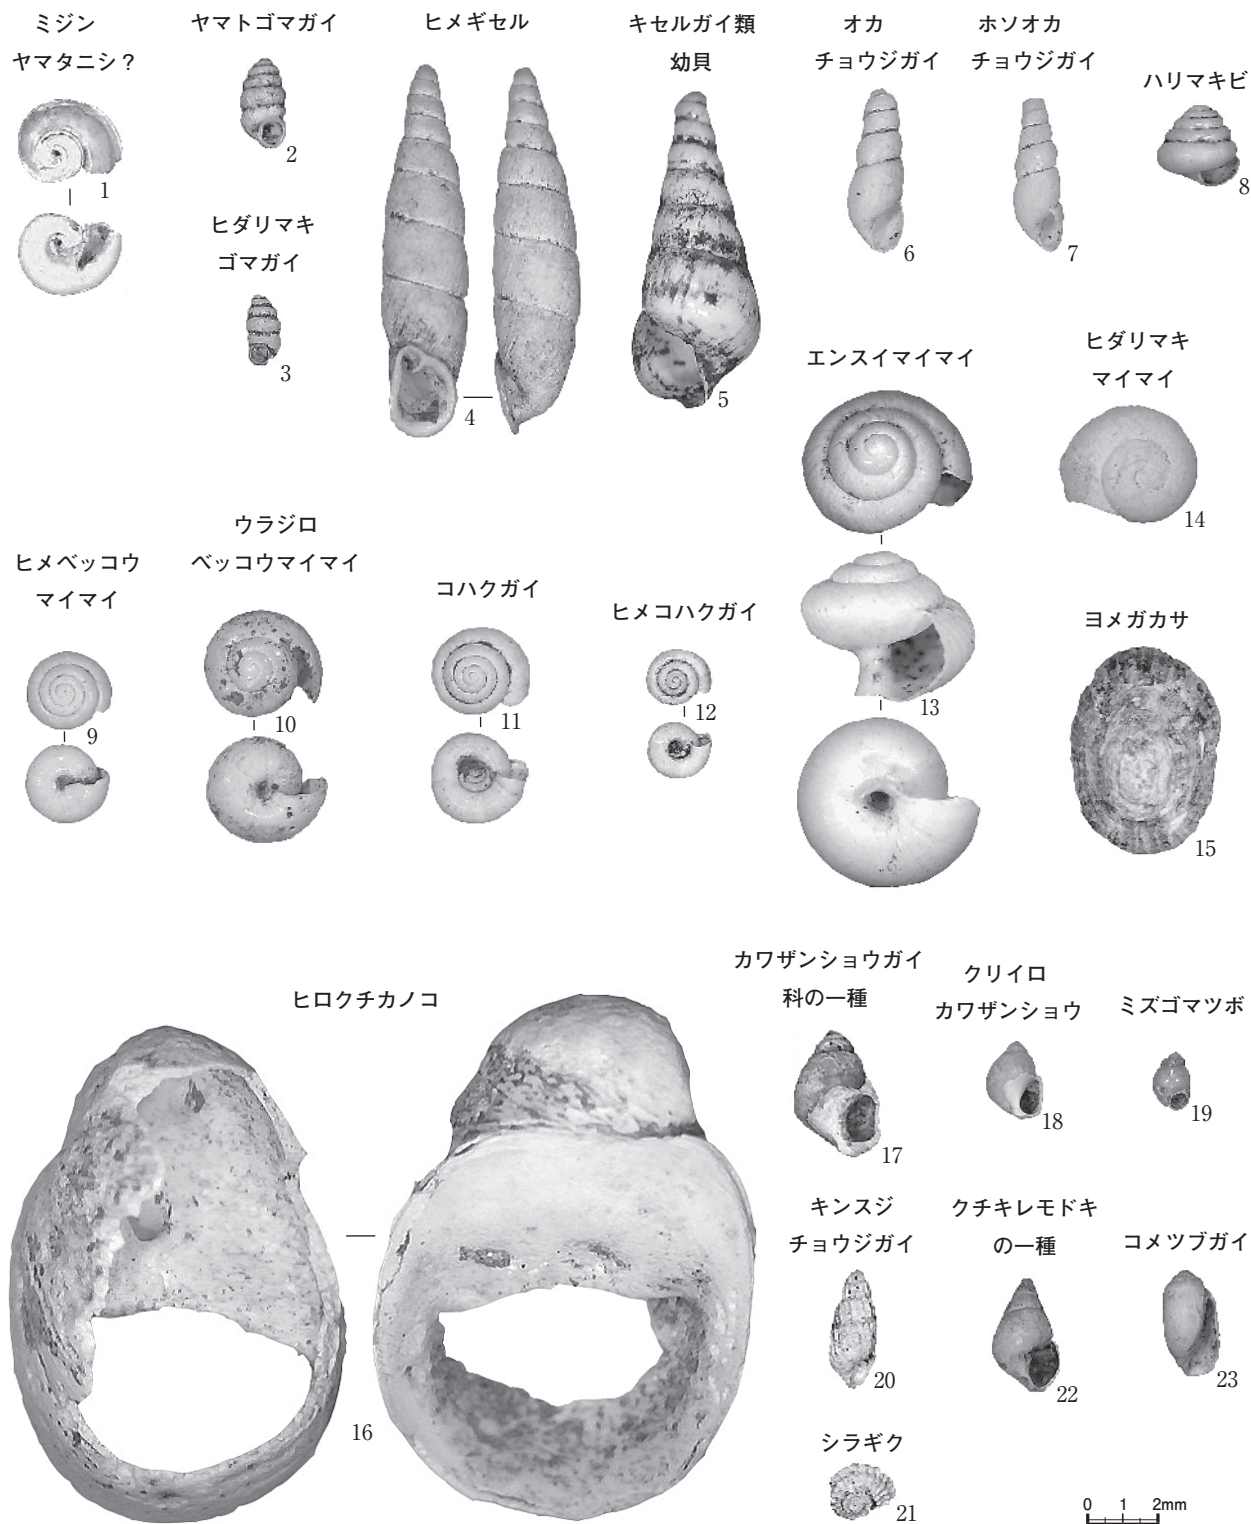 ミジン
ヤマタニシ？
1
ヤマトゴマガイ
2
ヒダリマキ
ゴマガイ
3
ヒメギセル
4
キセルガイ類
幼貝
5
オカ
チョウジガイ
6
ホソオカ
チョウジガイ
7
ハリマキビ
8
ヒメベッコウ
マイマイ
9
ウラジロ
ベッコウマイマイ
10
コハクガイ
11
ヒメコハクガイ
12
エンスイマイマイ
13
ヒダリマキ
マイマイ
14
ヨメガカサ
15
ヒロクチカノコ
16
カワザンショウガイ
科の一種
17
クリイロ
カワザンショウ
18
ミズゴマツボ
19
キンスジ
チョウジガイ
20
シラギク
21
クチキレモドキ
の一種
22
コメツブガイ
23
0 1 2mm